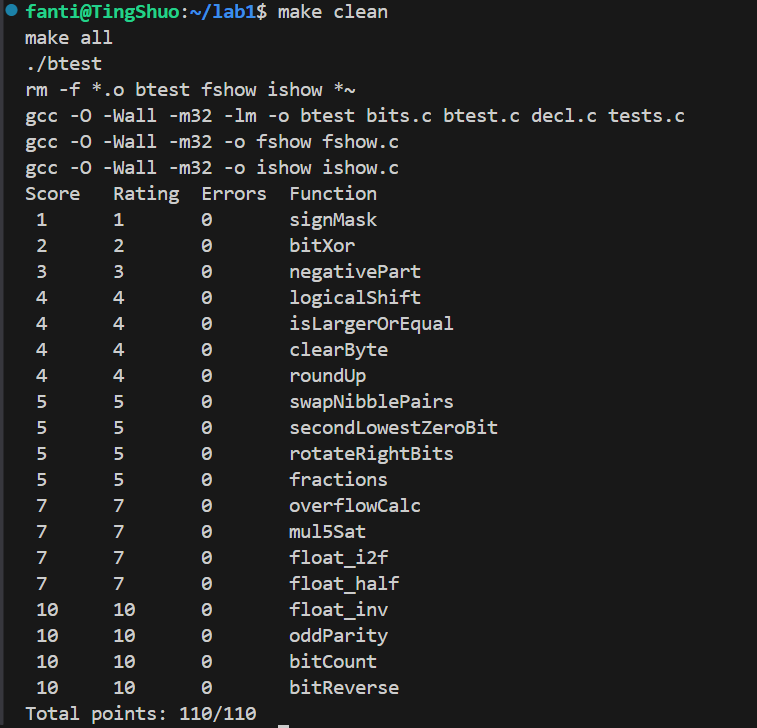 fanti@TingShuo:~/lab1$ make clean
make all
./btest
rm -f *.o btest fshow ishow *~
gcc -O -Wall -m32 -lm -o btest bits.c btest.c decl.c tests.c
gcc -O -Wall -m32 -o fshow fshow.c
gcc -O -Wall -m32 -o ishow ishow.c
Score   Rating  Errors  Function
 1      1       0       signMask
 2      2       0       bitXor
 3      3       0       negativePart
 4      4       0       logicalShift
 4      4       0       isLargerOrEqual
 4      4       0       clearByte
 4      4       0       roundUp
 5      5       0       swapNibblePairs
 5      5       0       secondLowestZeroBit
 5      5       0       rotateRightBits
 5      5       0       fractions
 7      7       0       overflowCalc
 7      7       0       mul5Sat
 7      7       0       float_i2f
 7      7       0       float_half
 10     10      0       float_inv
 10     10      0       oddParity
 10     10      0       bitCount
 10     10      0       bitReverse
Total points: 110/110